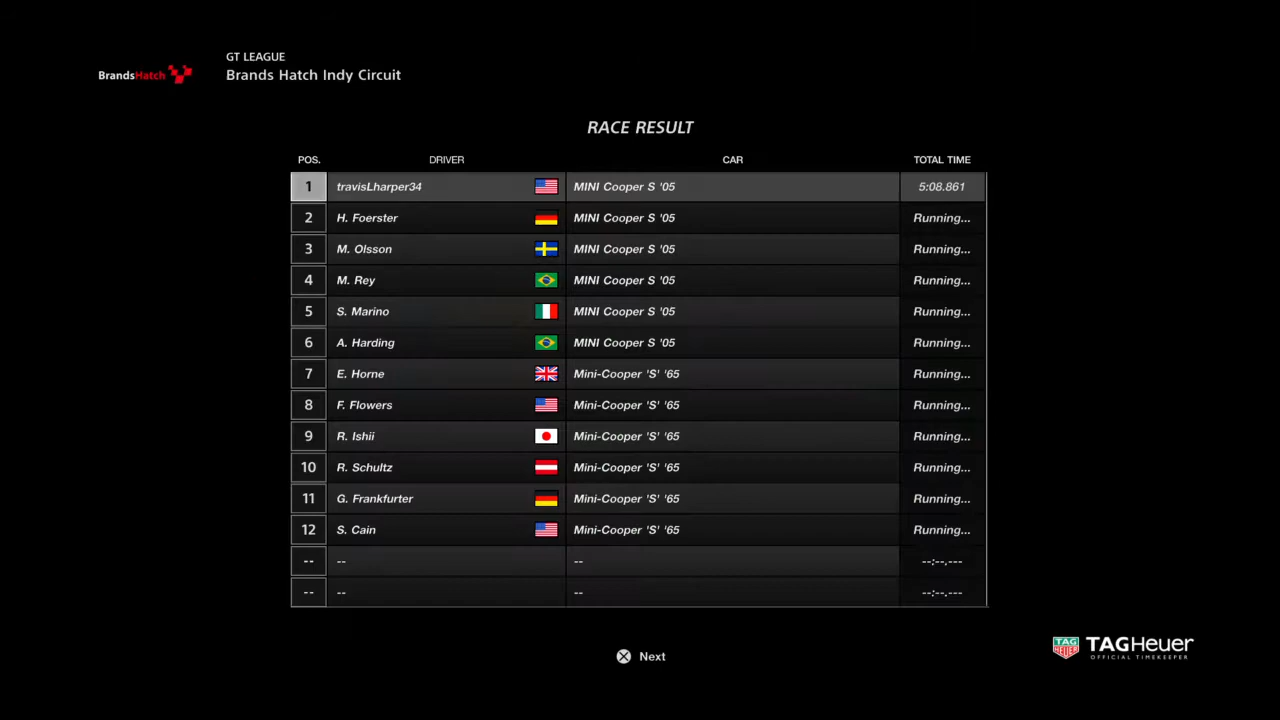 GT LEAGUE
BrandsHatch
Brands Hatch Indy Circuit
RACE RESULT
POS. DRIVER CAR TOTAL TIME
1 travisLharper34 MINI Cooper S '05 5:08.861
2 H. Foerster MINI Cooper S '05 Running...
3 M. Olsson MINI Cooper S '05 Running...
4 M. Rey MINI Cooper S '05 Running...
5 S. Marino MINI Cooper S '05 Running...
6 A. Harding MINI Cooper S '05 Running...
7 E. Horne Mini-Cooper 'S' '65 Running...
8 F. Flowers Mini-Cooper 'S' '65 Running...
9 R. Ishii Mini-Cooper 'S' '65 Running...
10 R. Schultz Mini-Cooper 'S' '65 Running...
11 G. Frankfurter Mini-Cooper 'S' '65 Running...
12 S. Cain Mini-Cooper 'S' '65 Running...
-- -- -- --:--.---
-- -- -- --:--.---
Next
TAG HEUER TAGHeuer
OFFICIAL TIMEKEEPER